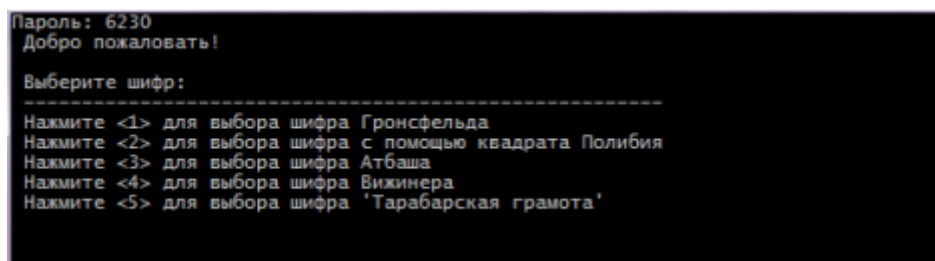 Пароль: 6230
Добро пожаловать!
Выберите шифр:
------------------------------------------------------
Нажмите <1> для выбора шифра Гронсфельда
Нажмите <2> для выбора шифра с помощью квадрата Полибия
Нажмите <3> для выбора шифра Атбаша
Нажмите <4> для выбора шифра Вижинера
Нажмите <5> для выбора шифра 'Тарабарская грамота'